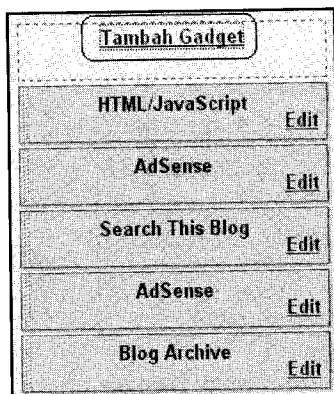 Tambah Gadget
HTML/JavaScript
Edit
AdSense
Edit
Search This Blog
Edit
AdSense
Edit
Blog Archive
Edit